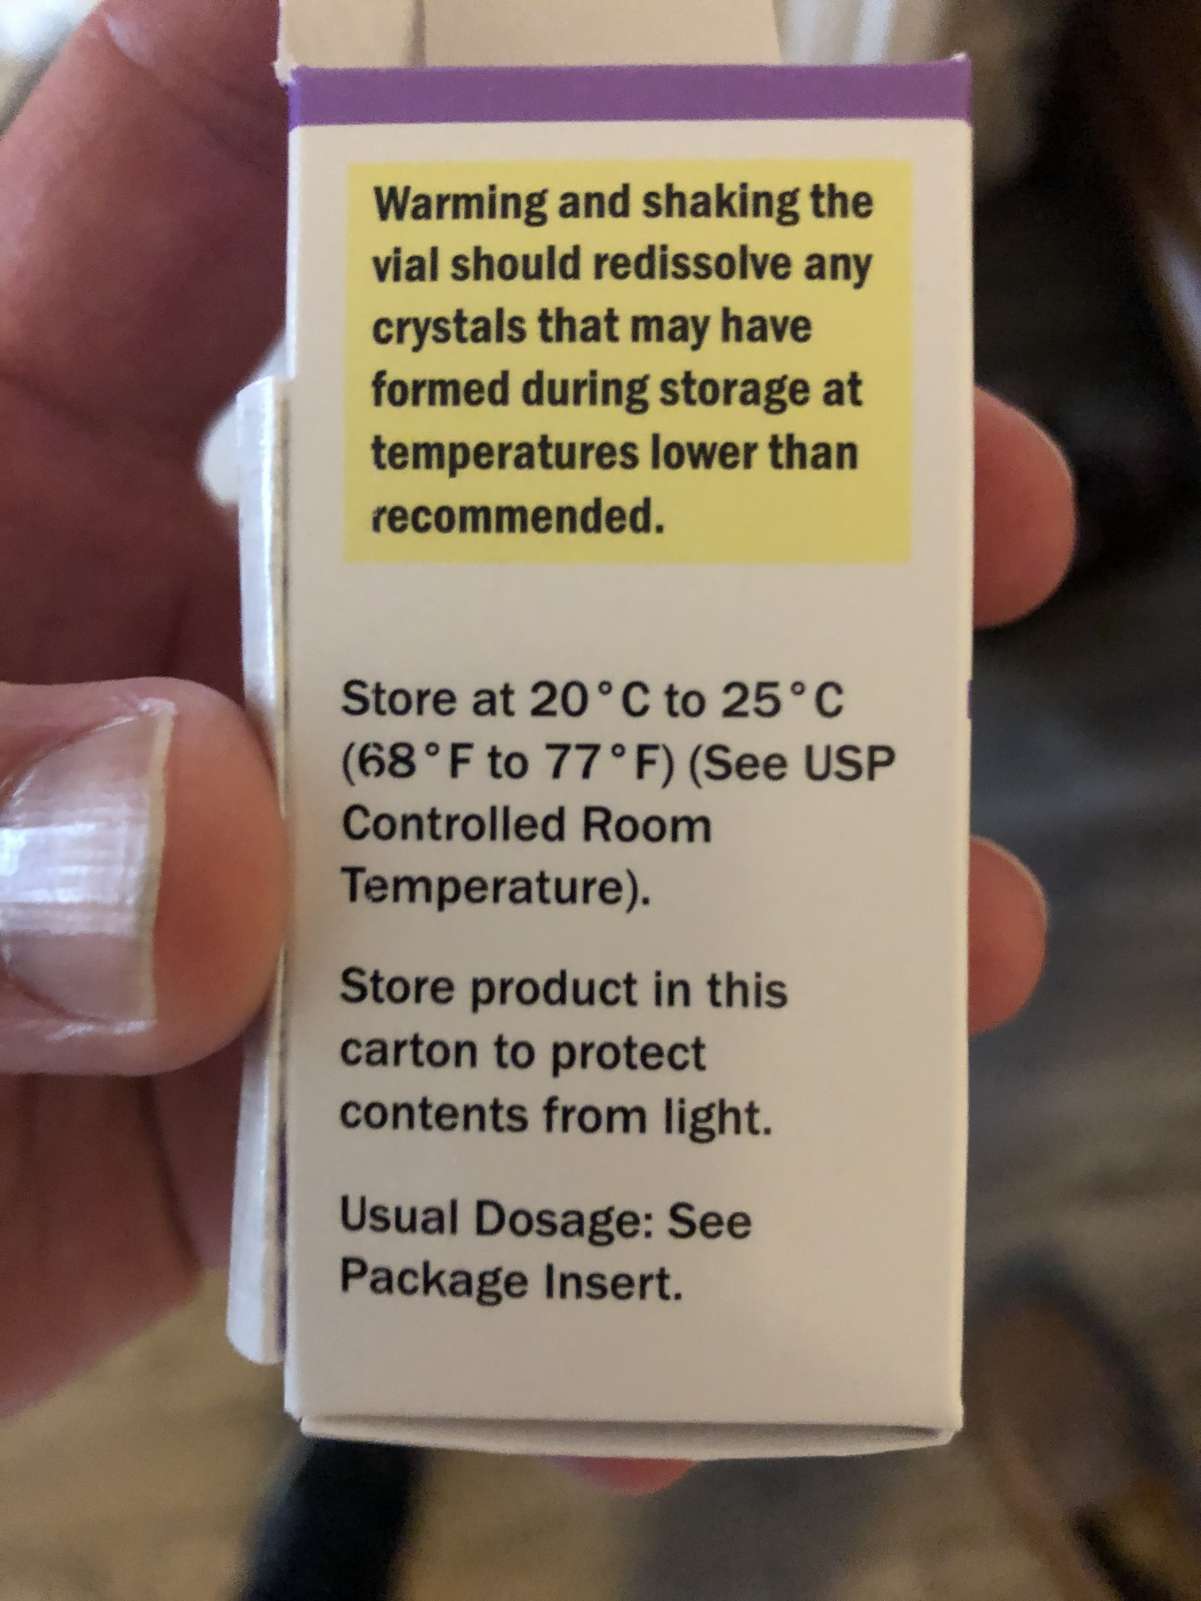 Warming and shaking the
vial should redissolve any
crystals that may have
formed during storage at
temperatures lower than
recommended.
Store at 20°C to 25°C
(68°F to 77°F) (See USP
Controlled Room
Temperature).
Store product in this
carton to protect
contents from light.
Usual Dosage: See
Package Insert.